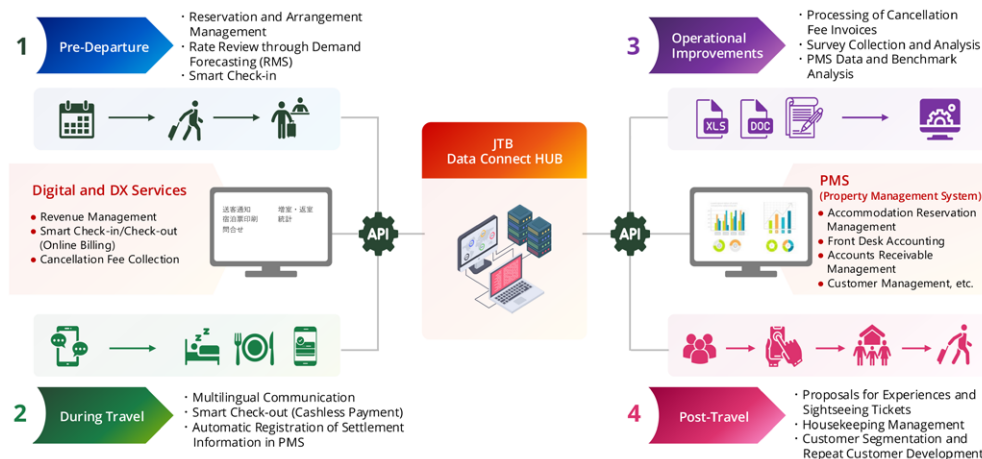 1
Pre-Departure
・Reservation and Arrangement
Management
・Rate Review through Demand
Forecasting (RMS)
・Smart Check-in
3
Operational
Improvements
・Processing of Cancellation
Fee Invoices
・Survey Collection and Analysis
・PMS Data and Benchmark
Analysis
XLS
DOC
JTB
Data Connect HUB
Digital and DX Services
● Revenue Management
● Smart Check-in/Check-out
(Online Billing)
● Cancellation Fee Collection
送客通知 増室・返室
宿泊票印刷 統計
問合せ
API
API
PMS
(Property Management System)
● Accommodation Reservation
Management
● Front Desk Accounting
● Accounts Receivable
Management
● Customer Management, etc.
z z z
2
During Travel
・Multilingual Communication
・Smart Check-out (Cashless Payment)
・Automatic Registration of Settlement
Information in PMS
4
Post-Travel
・Proposals for Experiences and
Sightseeing Tickets
・Housekeeping Management
・Customer Segmentation and
Repeat Customer Development